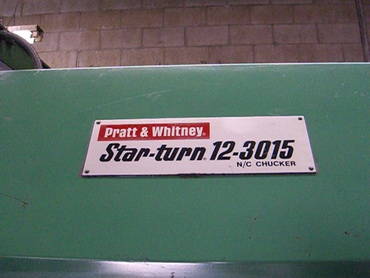 Pratt & Whitney.
Star-turn 12-3015
N/C CHUCKER